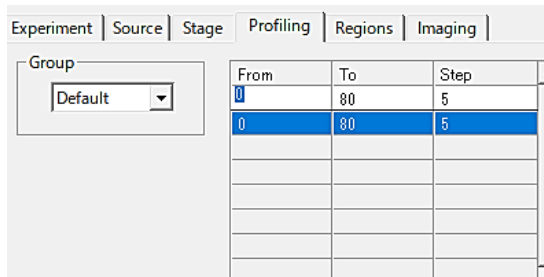 Experiment Source Stage Profiling Regions Imaging
Group
Default
From To Step
0 80 5
0 80 5